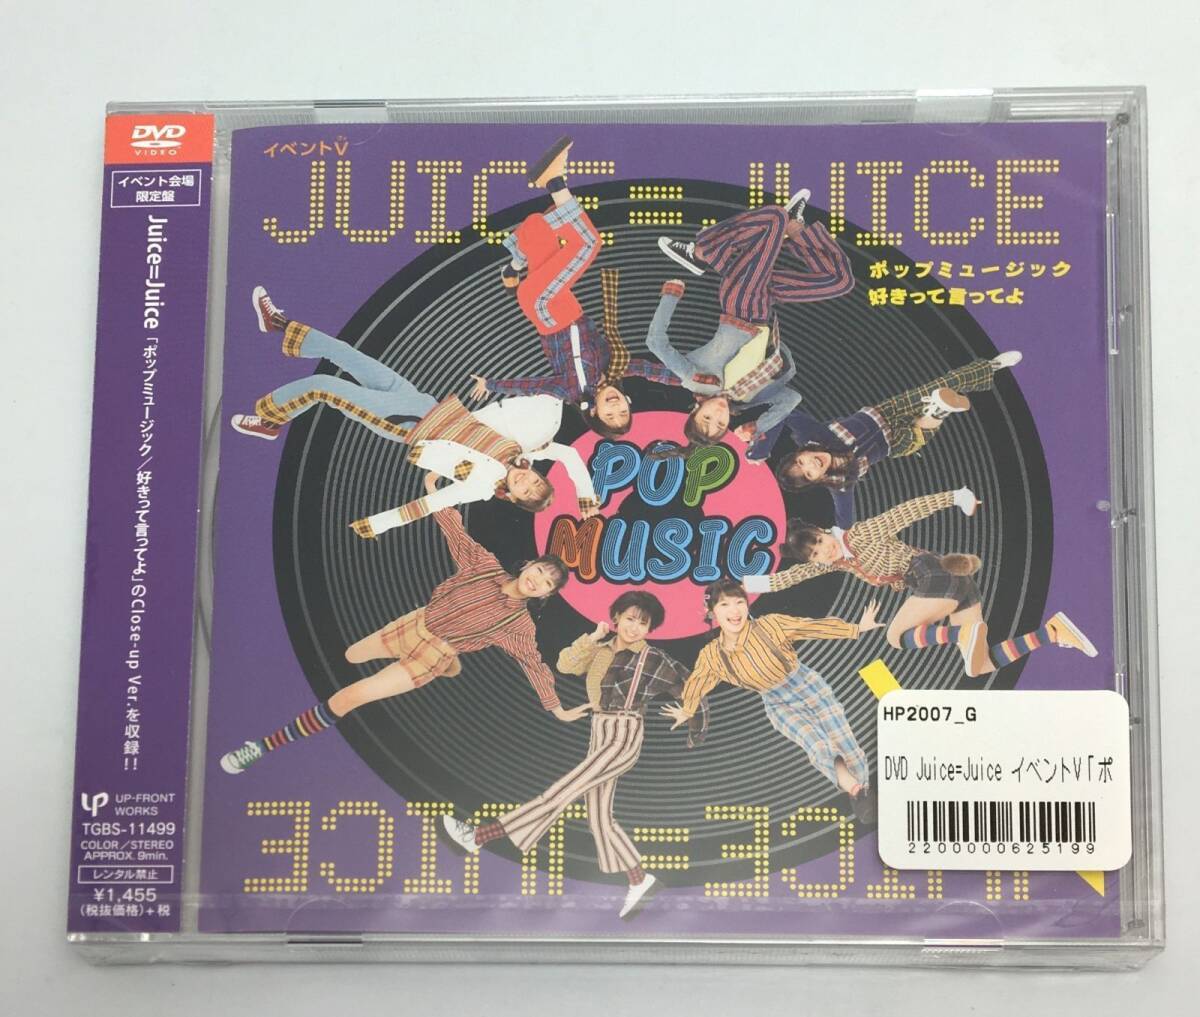 DVD
VIDEO
イベント会場
限定盤
Juice=Juice「ポップミュージック/好きって言ってよ」のClose-up Ver.を収録!!
UP-FRONT
WORKS
TGBS-11499
COLOR/STEREO
APPROX. 9min.
レンタル禁止
¥1,455
(税抜価格)+税
イベントV
JUICE=JUICE
ポップミュージック
好きって言ってよ
POP
MUSIC
JUICE=JUICE
HP2007_G
DVD Juice=Juice イベントV「ポ
2200000625199